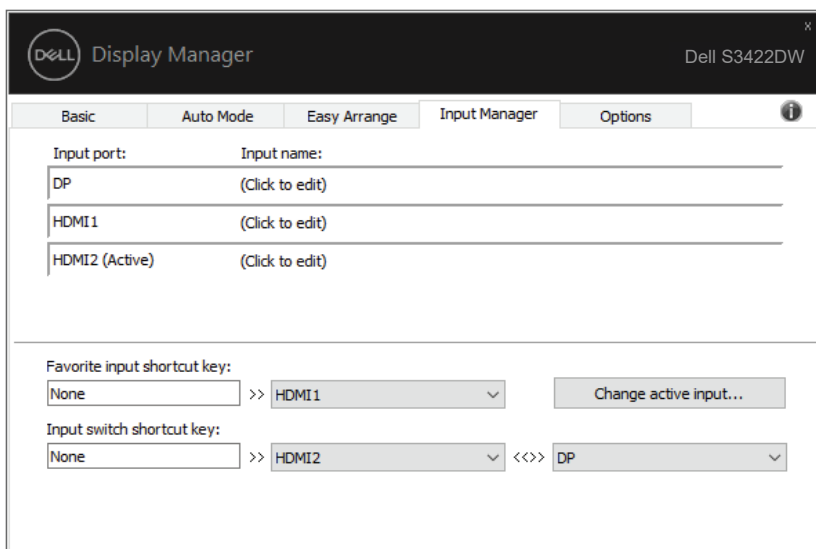 x
DELL Display Manager
Dell S3422DW
Basic Auto Mode Easy Arrange Input Manager Options i
Input port: Input name:
DP (Click to edit)
HDMI1 (Click to edit)
HDMI2 (Active) (Click to edit)
Favorite input shortcut key:
None >> HDMI1 Change active input...
Input switch shortcut key:
None >> HDMI2 <<>> DP